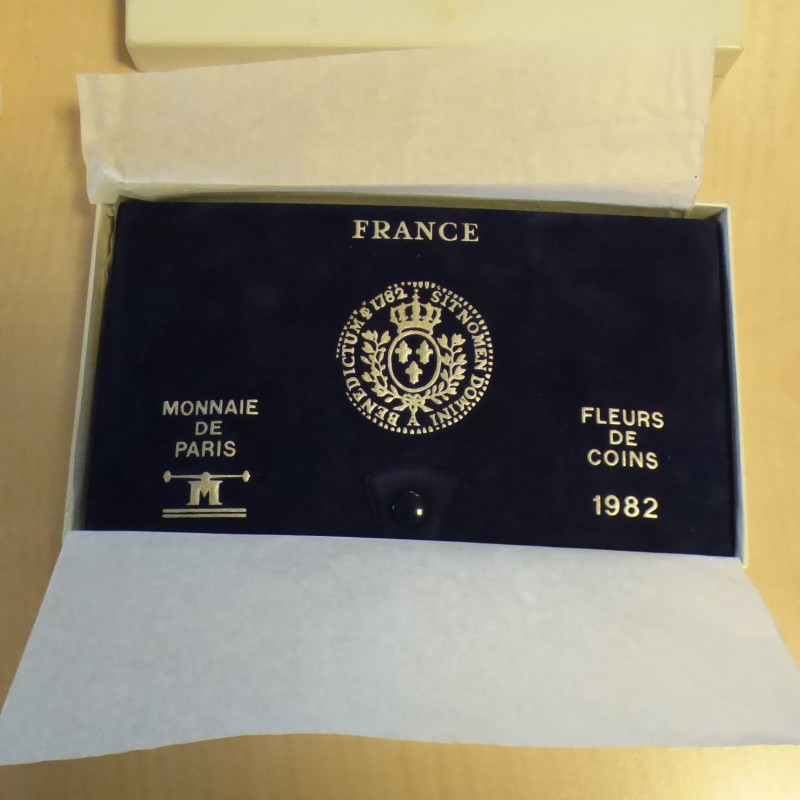 FRANCE
SIT NOMEN DOMINI
A
BENEDICTUM 1782
MONNAIE
DE
PARIS
M
FLEURS
DE
COINS
1982